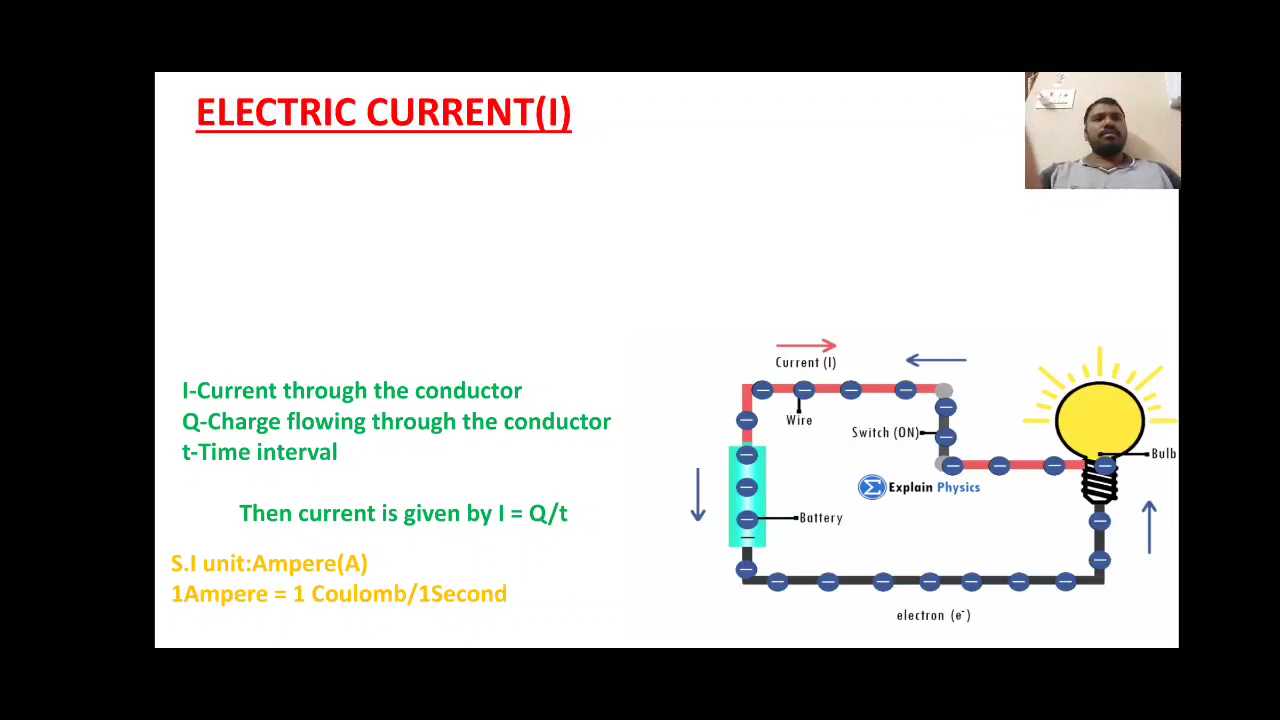 ELECTRIC CURRENT(I)
I-Current through the conductor
Q-Charge flowing through the conductor
t-Time interval
Then current is given by I = Q/t
S.I unit:Ampere(A)
1Ampere = 1 Coulomb/1Second
Current (I)
Wire
Switch (ON)
Bulb
Explain Physics
Battery
electron (e⁻)